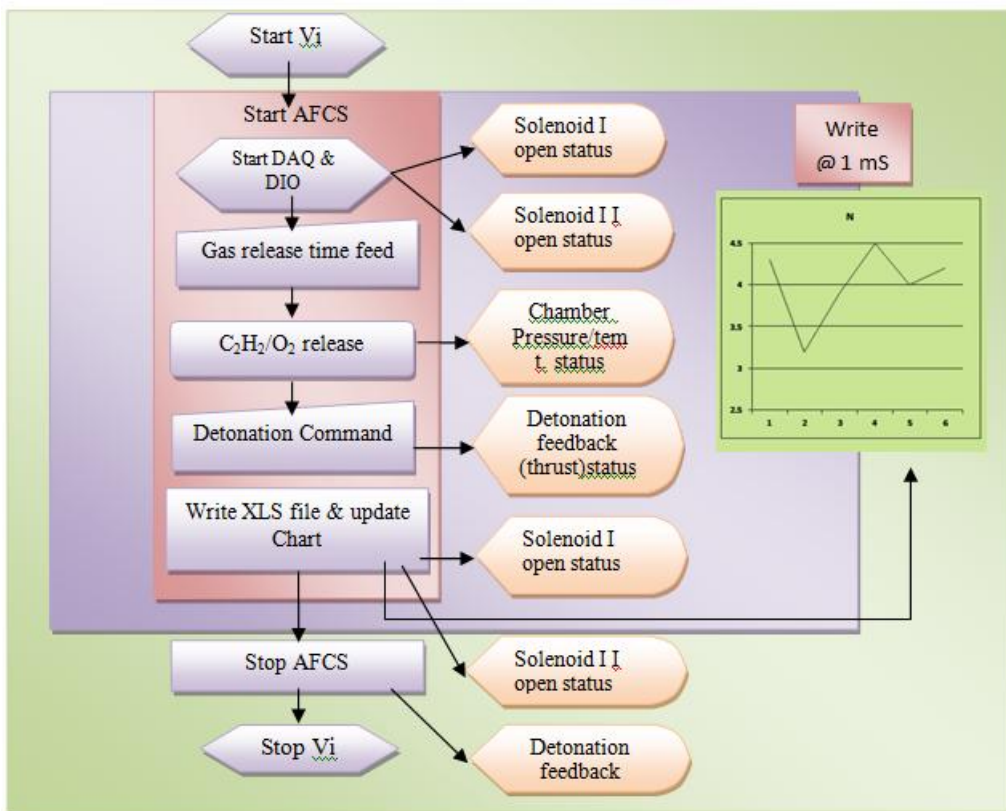 Start Vi
Start AFCS
Start DAQ &
DIO
Gas release time feed
C₂H₂/O₂ release
Detonation Command
Write XLS file & update
Chart
Stop AFCS
Stop Vi
Solenoid I
open status
Solenoid I I
open status
Chamber
Pressure/tem
t. status
Detonation
feedback
(thrust)status
Solenoid I
open status
Solenoid I I
open status
Detonation
feedback
Write
@ 1 mS
N
4.5
4
3.5
3
2.5
1 2 3 4 5 6